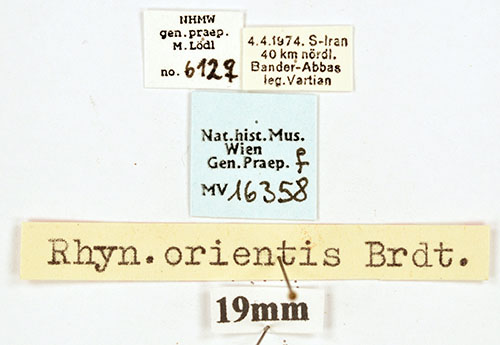 NHMW
gen.praep.
M.Lödl
no. 6127
4.4.1974. S-Iran
40 km nördl.
Bander-Abbas
leg.Vartian
Nat.hist.Mus.
Wien
Gen.Praep. ♀
MV 16358
Rhyn.orientis Brdt.
19mm